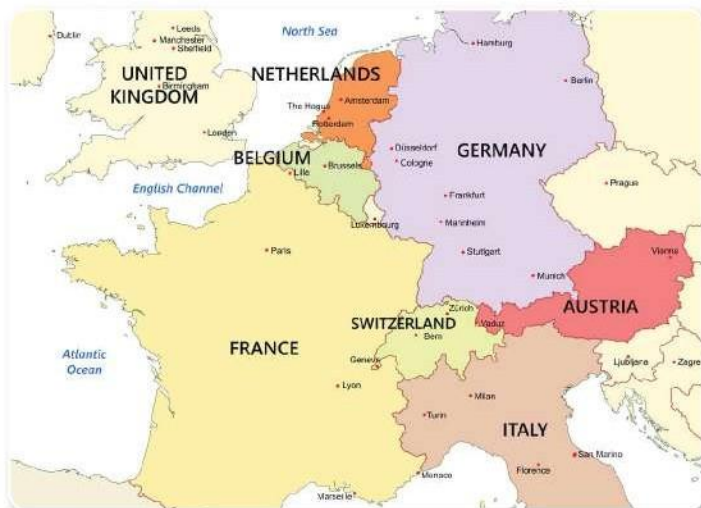 North Sea
Leeds
Dublin
Manchester
Sheffield
Hamburg
UNITED
KINGDOM
Birmingham
NETHERLANDS
Berlin
Amsterdam
The Hague
Rotterdam
London
BELGIUM
Düsseldorf
Cologne
GERMANY
Lille
Brussels
English Channel
Prague
Frankfurt
Luxembourg
Mannheim
Paris
Stuttgart
Vienna
Munich
AUSTRIA
Zürich
SWITZERLAND
Vaduz
Bern
FRANCE
Atlantic
Ocean
Geneva
Ljubljana
Zagre
Lyon
Milan
Turin
ITALY
San Marino
Florence
Monaco
Marseille